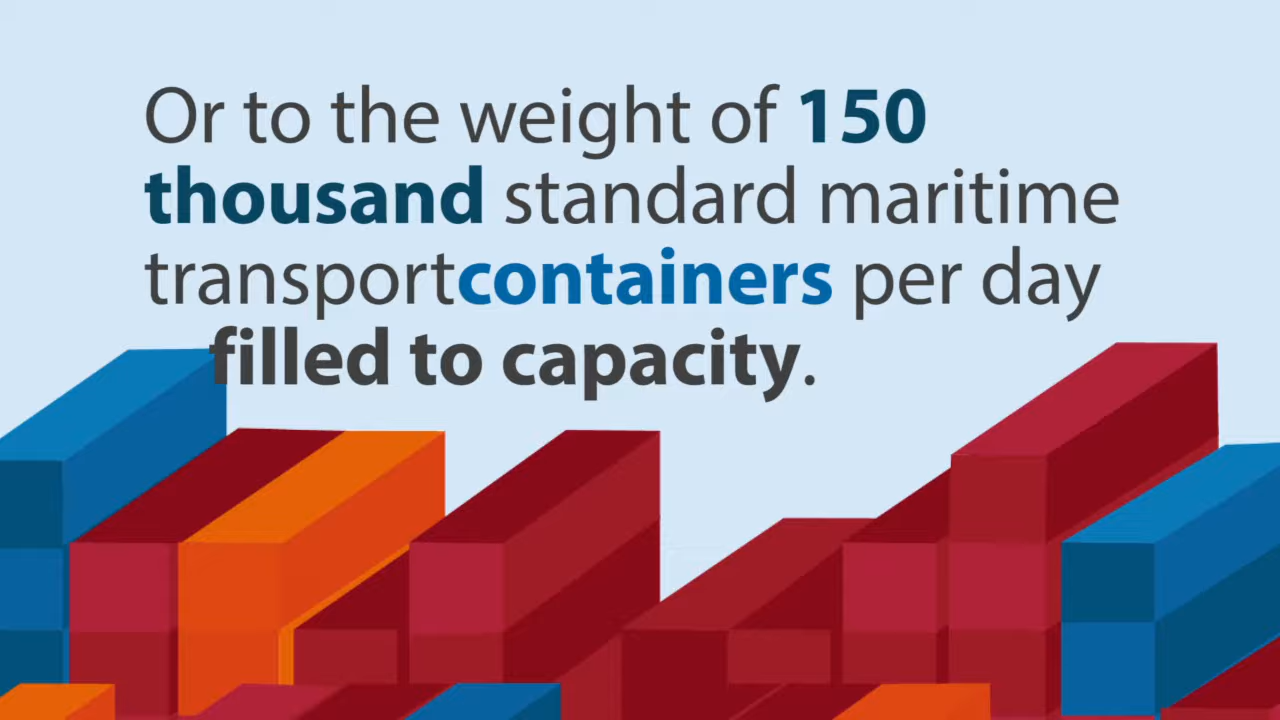 Or to the weight of 150
thousand standard maritime
transportcontainers per day
filled to capacity.